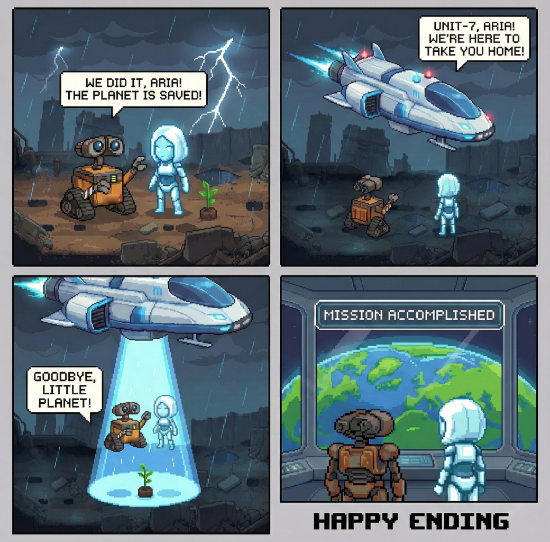 WE DID IT, ARIA!
THE PLANET IS SAVED!
UNIT-7, ARIA!
WE'RE HERE TO
TAKE YOU HOME!
GOODBYE,
LITTLE
PLANET!
MISSION ACCOMPLISHED
HAPPY ENDING